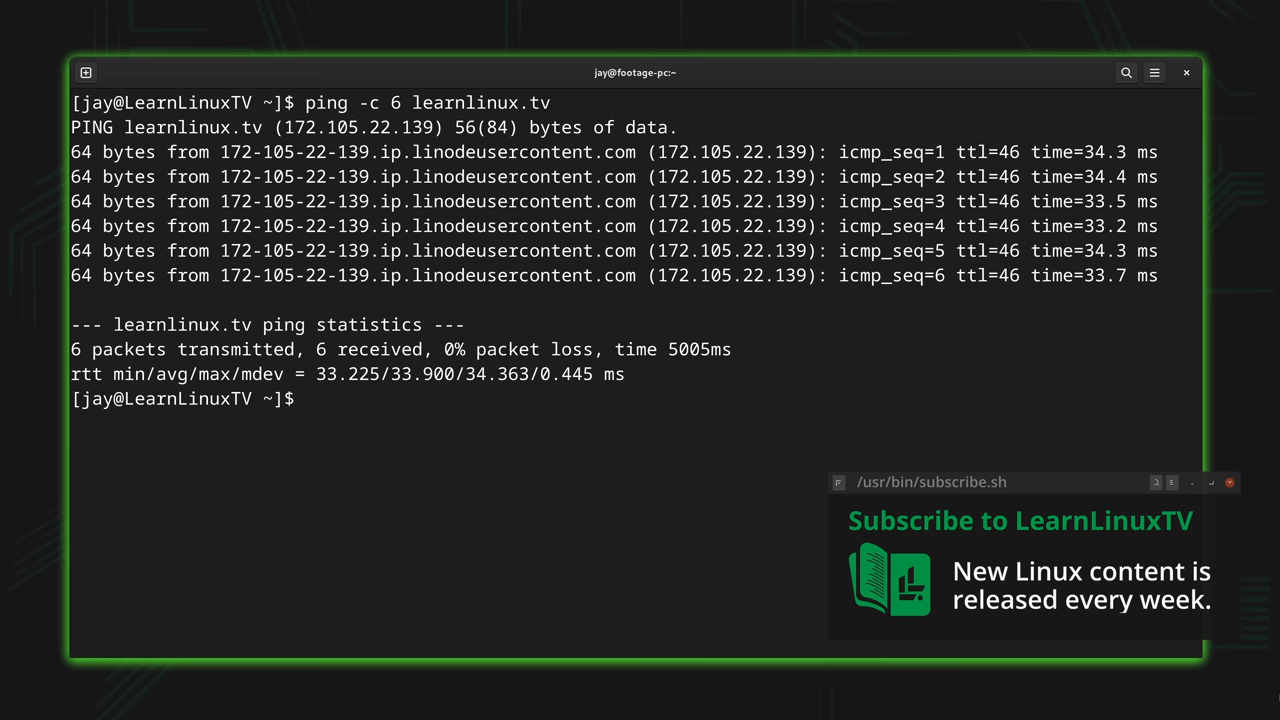 jay@footage-pc:~
[jay@LearnLinuxTV ~]$ ping -c 6 learnlinux.tv
PING learnlinux.tv (172.105.22.139) 56(84) bytes of data.
64 bytes from 172-105-22-139.ip.linodeusercontent.com (172.105.22.139): icmp_seq=1 ttl=46 time=34.3 ms
64 bytes from 172-105-22-139.ip.linodeusercontent.com (172.105.22.139): icmp_seq=2 ttl=46 time=34.4 ms
64 bytes from 172-105-22-139.ip.linodeusercontent.com (172.105.22.139): icmp_seq=3 ttl=46 time=33.5 ms
64 bytes from 172-105-22-139.ip.linodeusercontent.com (172.105.22.139): icmp_seq=4 ttl=46 time=33.2 ms
64 bytes from 172-105-22-139.ip.linodeusercontent.com (172.105.22.139): icmp_seq=5 ttl=46 time=34.3 ms
64 bytes from 172-105-22-139.ip.linodeusercontent.com (172.105.22.139): icmp_seq=6 ttl=46 time=33.7 ms
--- learnlinux.tv ping statistics ---
6 packets transmitted, 6 received, 0% packet loss, time 5005ms
rtt min/avg/max/mdev = 33.225/33.900/34.363/0.445 ms
[jay@LearnLinuxTV ~]$
/usr/bin/subscribe.sh
Subscribe to LearnLinuxTV
New Linux content is
released every week.